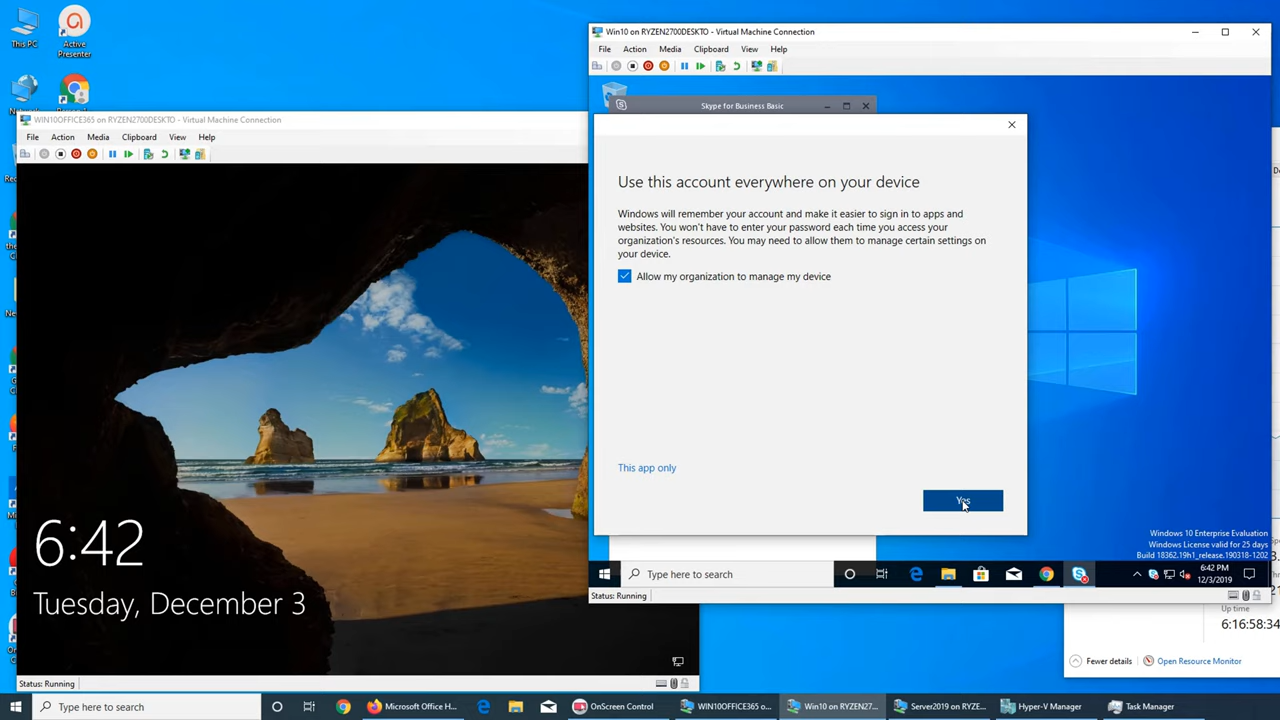 This PC
Active
Presenter
Win10 on RYZEN2700DESKTO - Virtual Machine Connection
File Action Media Clipboard View Help
WIN10OFFICE365 on RYZEN2700DESKTO - Virtual Machine Connection
File Action Media Clipboard View Help
Skype for Business Basic
Use this account everywhere on your device
Windows will remember your account and make it easier to sign in to apps and
websites. You won't have to enter your password each time you access your
organization's resources. You may need to allow them to manage certain settings on
your device.
Allow my organization to manage my device
This app only
Yes
6:42
Tuesday, December 3
Windows 10 Enterprise Evaluation
Windows License valid for 25 days
Build 18362.19h1_release.190318-1202
Type here to search
6:42 PM
12/3/2019
Status: Running
Up time
6:16:58:34
Fewer details
Open Resource Monitor
Status: Running
Type here to search
Microsoft Office H...
OnScreen Control
WIN10OFFICE365 o...
Win10 on RYZEN27...
Server2019 on RYZE...
Hyper-V Manager
Task Manager